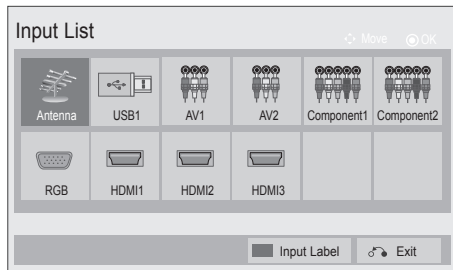 Input List
Move OK
Antenna USB1 AV1 AV2 Component1 Component2
RGB HDMI1 HDMI2 HDMI3
Input Label Exit